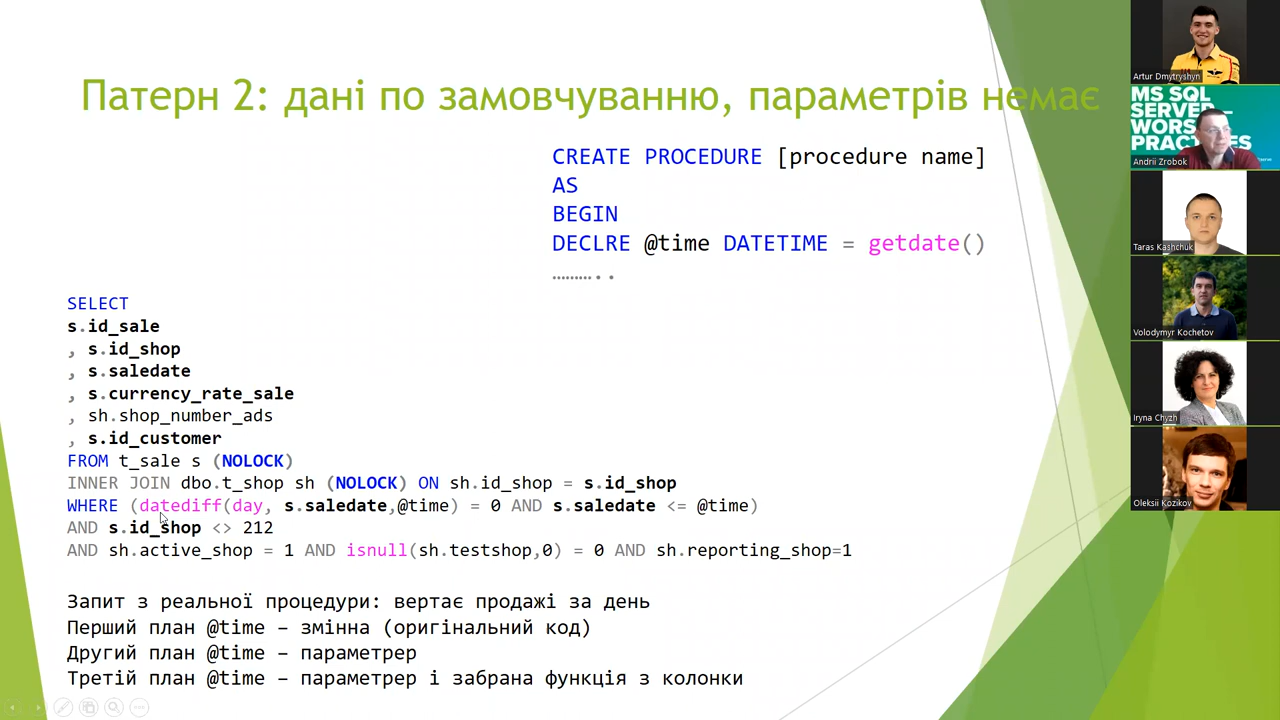 Патерн 2: дані по замовчуванню, параметрів немає
CREATE PROCEDURE [procedure name]
AS
BEGIN
DECLRE @time DATETIME = getdate()
...........
SELECT
s.id_sale
, s.id_shop
, s.saledate
, s.currency_rate_sale
, sh.shop_number_ads
, s.id_customer
FROM t_sale s (NOLOCK)
INNER JOIN dbo.t_shop sh (NOLOCK) ON sh.id_shop = s.id_shop
WHERE (datediff(day, s.saledate,@time) = 0 AND s.saledate <= @time)
AND s.id_shop <> 212
AND sh.active_shop = 1 AND isnull(sh.testshop,0) = 0 AND sh.reporting_shop=1
Запит з реальної процедури: вертає продажі за день
Перший план @time – змінна (оригінальний код)
Другий план @time – параметрер
Третій план @time – параметрер і забрана функція з колонки
Artur Dmytryshyn
MS SQL
SERVER –
WORS
PRACTICES
Andrii Zrobok
Taras Kashchuk
Volodymyr Kochetov
Iryna Chyzh
Oleksii Kozikov